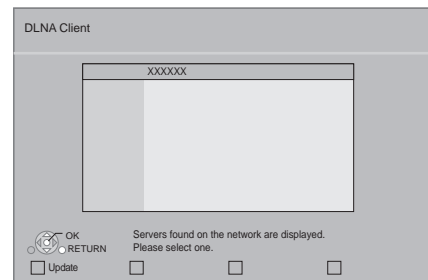 DLNA Client
XXXXXX
OK
RETURN
Servers found on the network are displayed.
Please select one.
Update